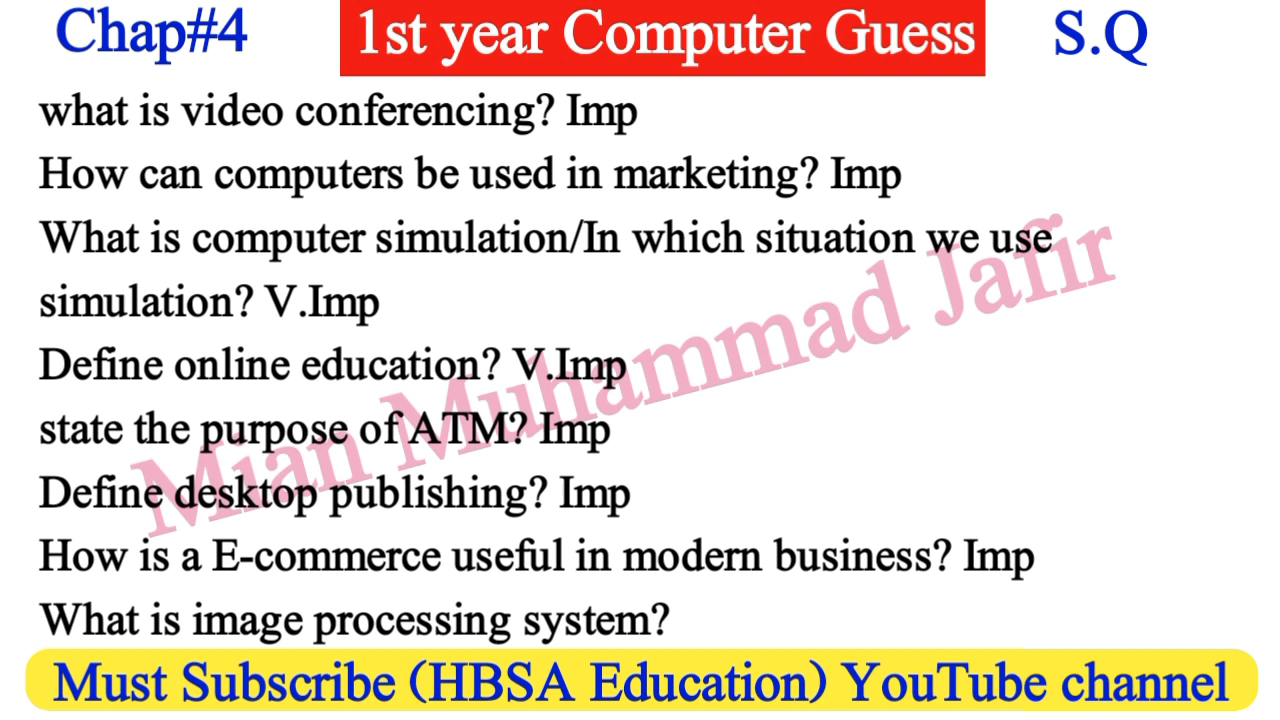 Chap#4 1st year Computer Guess S.Q
what is video conferencing? Imp
How can computers be used in marketing? Imp
What is computer simulation/In which situation we use
simulation? V.Imp
Define online education? V.Imp
state the purpose of ATM? Imp
Define desktop publishing? Imp
How is a E-commerce useful in modern business? Imp
What is image processing system?
Mian Muhammad Jafir
Must Subscribe (HBSA Education) YouTube channel